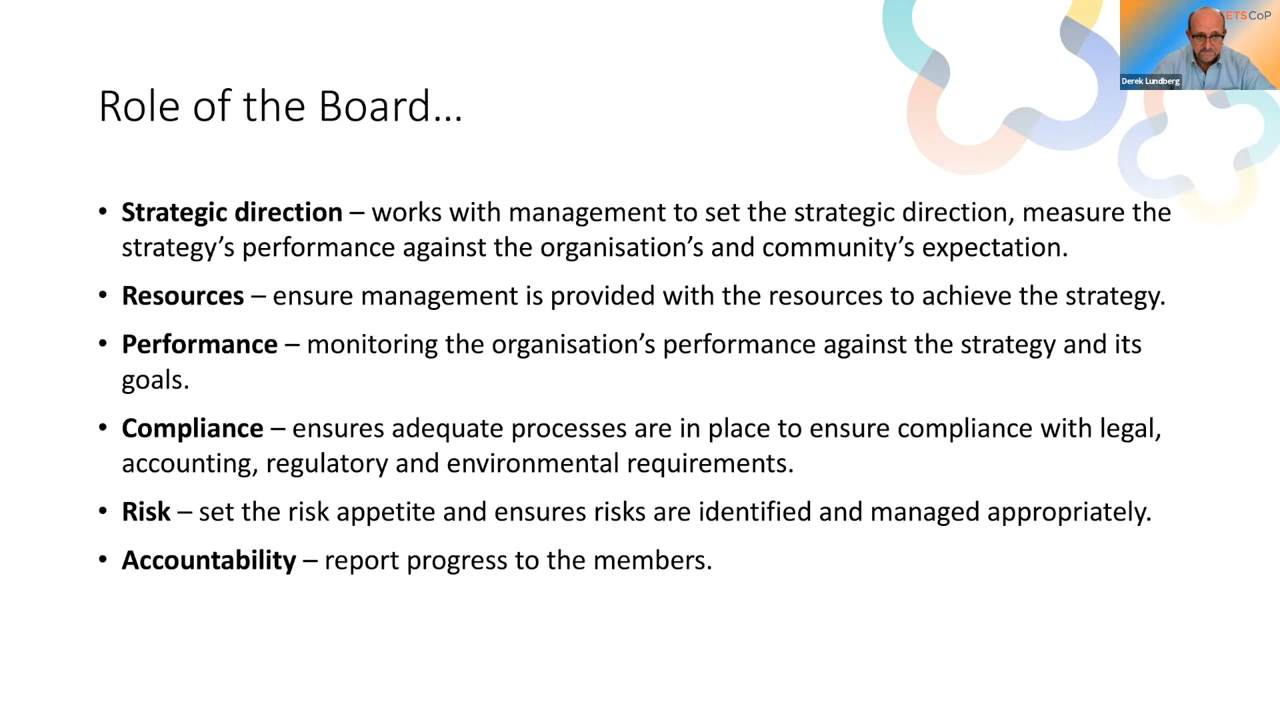 ETSCoP
Derek Lundberg
Role of the Board…
• Strategic direction – works with management to set the strategic direction, measure the
strategy’s performance against the organisation’s and community’s expectation.
• Resources – ensure management is provided with the resources to achieve the strategy.
• Performance – monitoring the organisation’s performance against the strategy and its
goals.
• Compliance – ensures adequate processes are in place to ensure compliance with legal,
accounting, regulatory and environmental requirements.
• Risk – set the risk appetite and ensures risks are identified and managed appropriately.
• Accountability – report progress to the members.